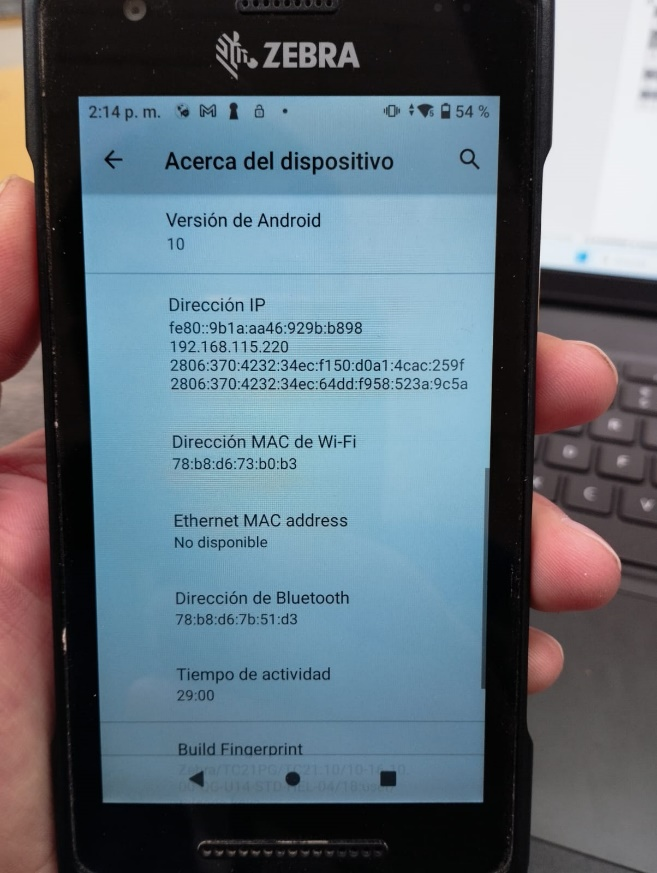 ZEBRA
2:14 p. m. 54 %
Acerca del dispositivo
Versión de Android
10
Dirección IP
fe80::9b1a:aa46:929b:b898
192.168.115.220
2806:370:4232:34ec:f150:d0a1:4cac:259f
2806:370:4232:34ec:64dd:f958:523a:9c5a
Dirección MAC de Wi-Fi
78:b8:d6:73:b0:b3
Ethernet MAC address
No disponible
Dirección de Bluetooth
78:b8:d6:7b:51:d3
Tiempo de actividad
29:00
Build Fingerprint